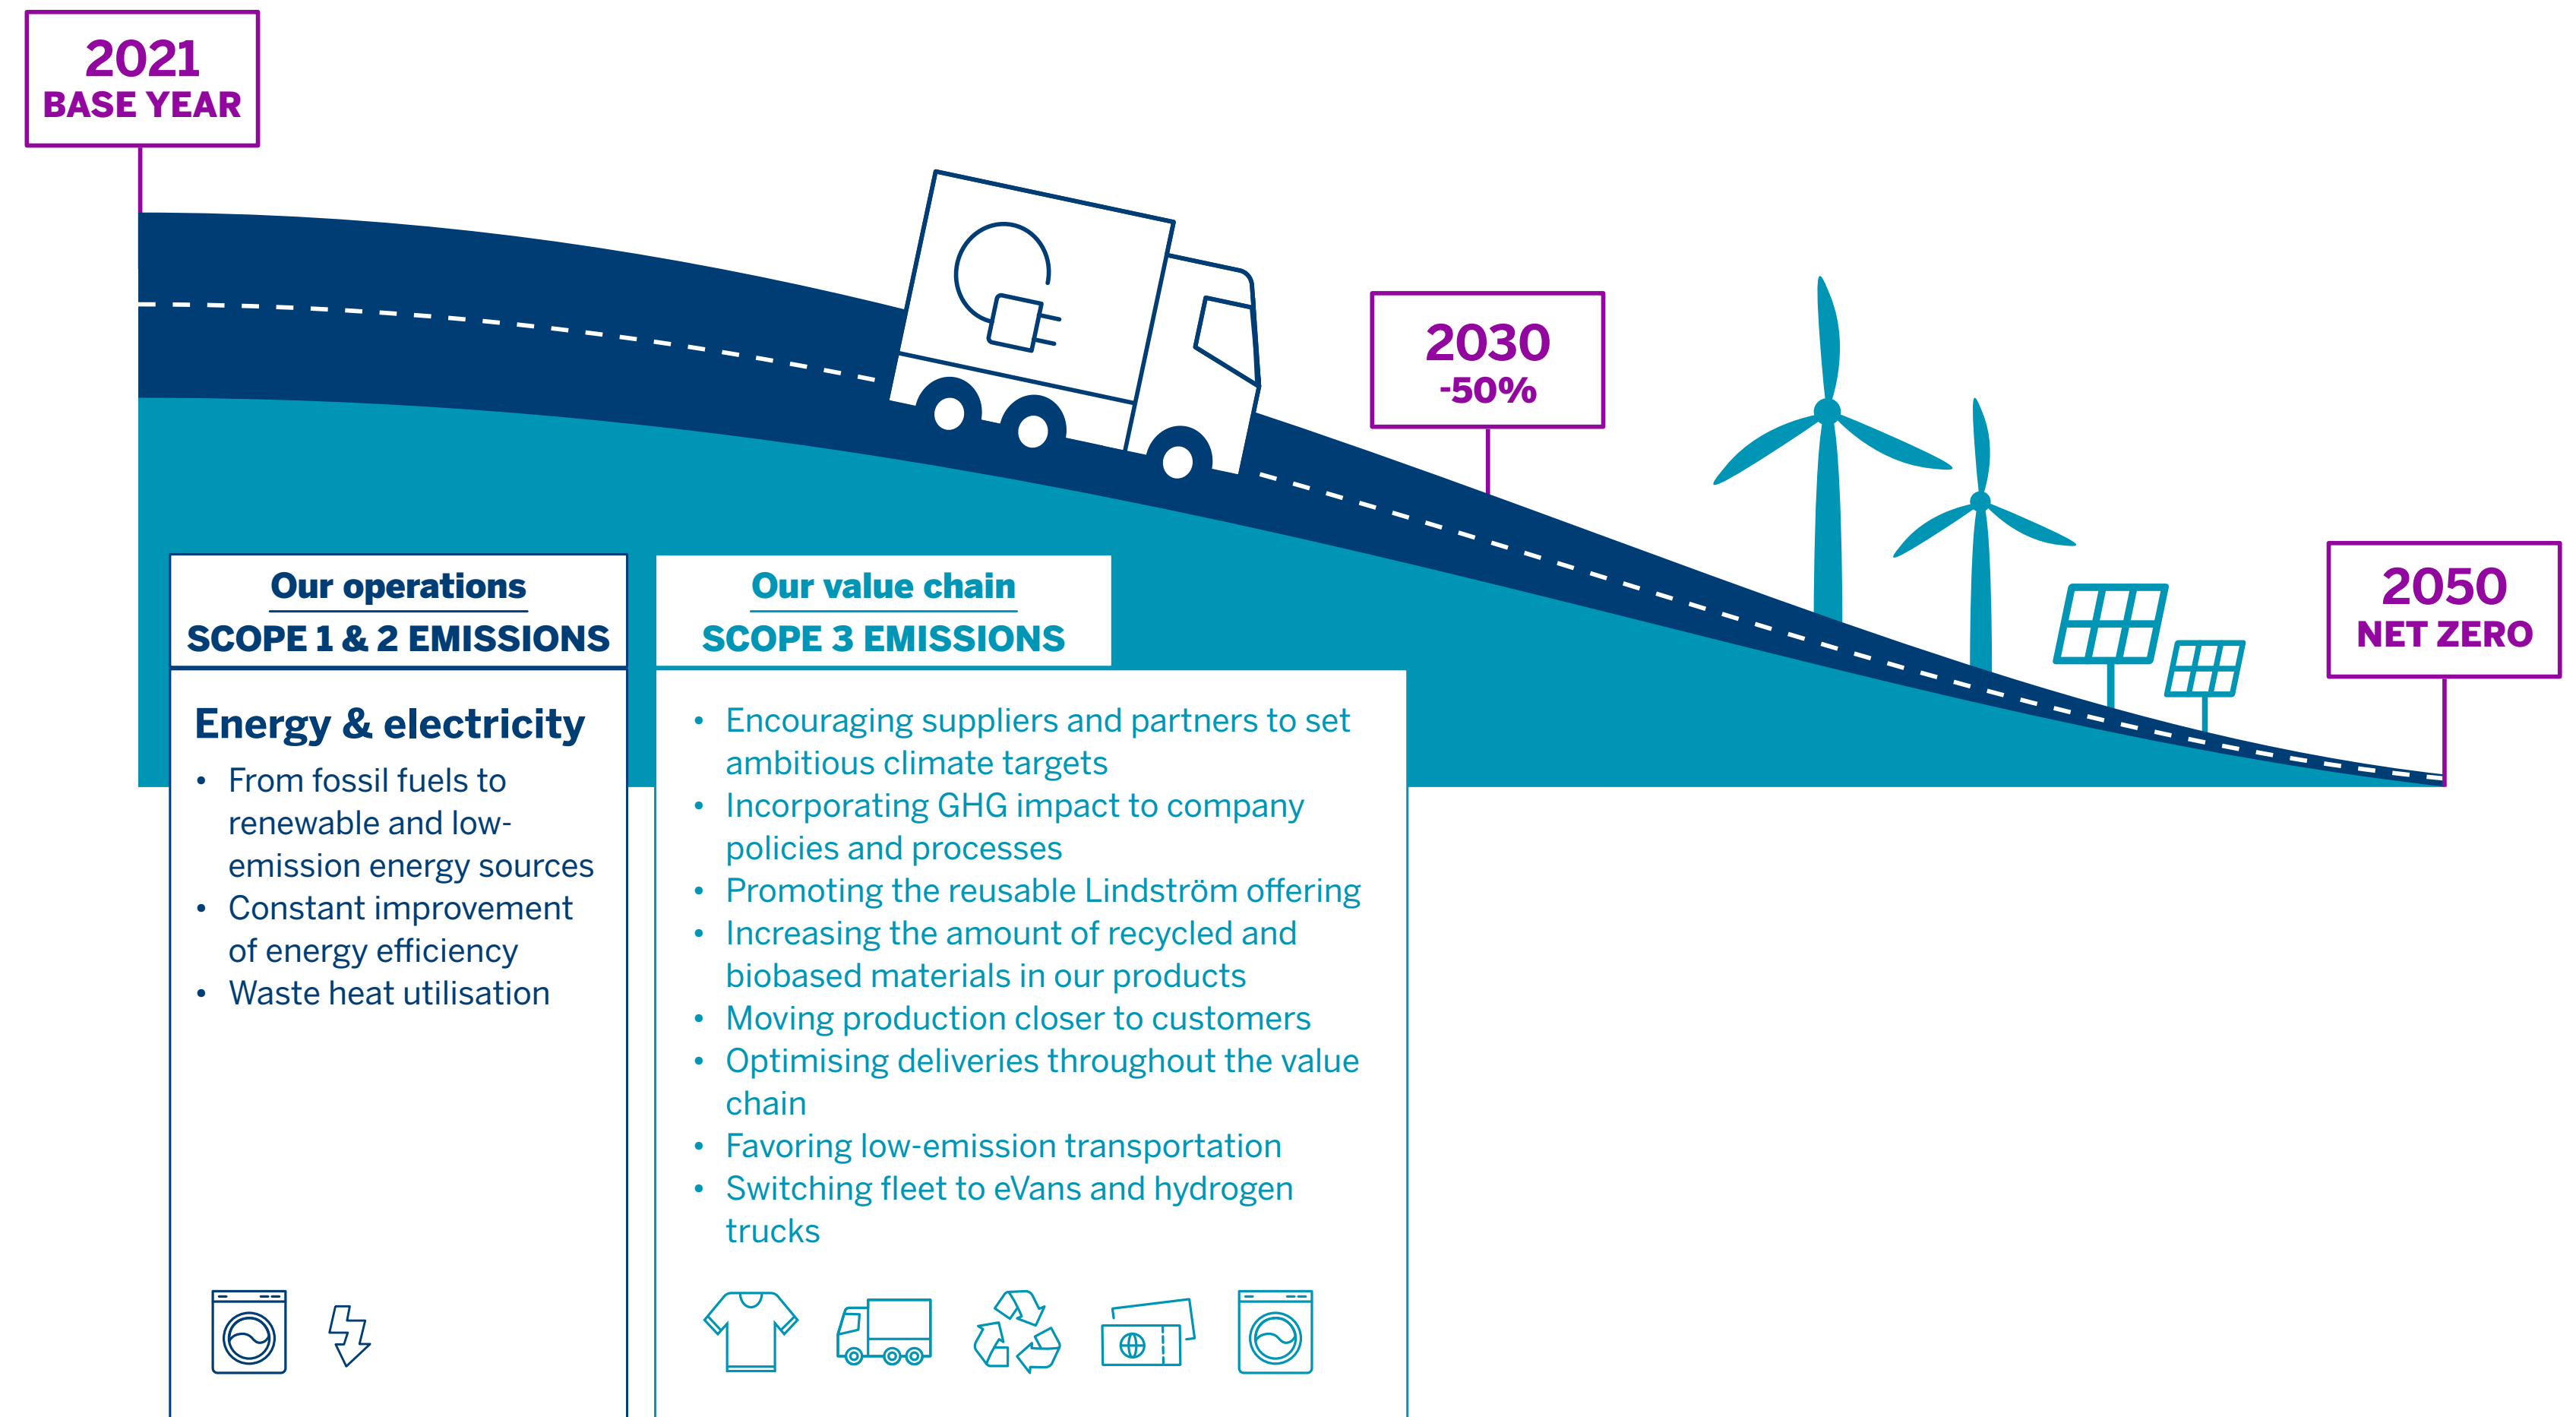 2021
BASE YEAR
2030
-50%
2050
NET ZERO
Our operations
SCOPE 1 & 2 EMISSIONS
Energy & electricity
• From fossil fuels to
renewable and low-
emission energy sources
• Constant improvement
of energy efficiency
• Waste heat utilisation
Our value chain
SCOPE 3 EMISSIONS
• Encouraging suppliers and partners to set
ambitious climate targets
• Incorporating GHG impact to company
policies and processes
• Promoting the reusable Lindström offering
• Increasing the amount of recycled and
biobased materials in our products
• Moving production closer to customers
• Optimising deliveries throughout the value
chain
• Favoring low-emission transportation
• Switching fleet to eVans and hydrogen
trucks